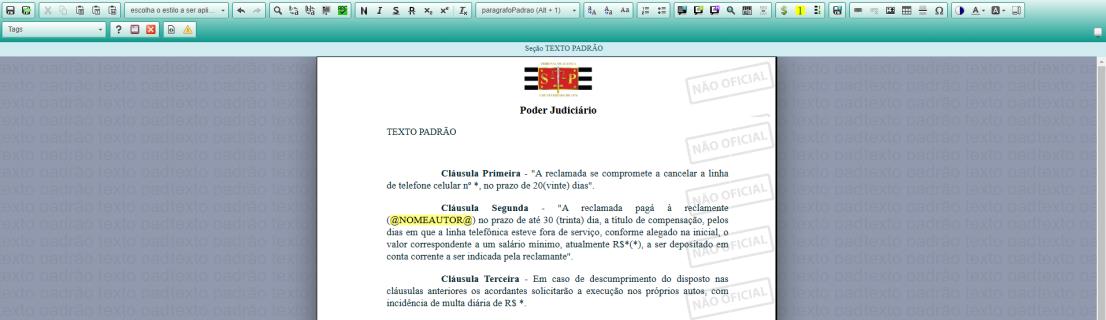 escolha o estilo a ser apli...
N I S R x₂ x² Tx
paragrafoPadrao (Alt + 1)
Tags
Seção TEXTO PADRÃO
S P
Poder Judiciário
NÃO OFICIAL
TEXTO PADRÃO
NÃO OFICIAL
Cláusula Primeira - "A reclamada se compromete a cancelar a linha
de telefone celular nº *, no prazo de 20(vinte) dias".
NÃO OFICIAL
Cláusula Segunda - "A reclamada pagá à reclamente
(@NOMEAUTOR@) no prazo de até 30 (trinta) dia, a título de compensação, pelos
dias em que a linha telefônica esteve fora de serviço, conforme alegado na inicial, o
valor correspondente a um salário mínimo, atualmente R$*(*), a ser depositado em
conta corrente a ser indicada pela reclamante".
NÃO OFICIAL
Cláusula Terceira - Em caso de descumprimento do disposto nas
cláusulas anteriores os acordantes solicitarão a execução nos próprios autos, com
incidência de multa diária de R$ *.
NÃO OFICIAL